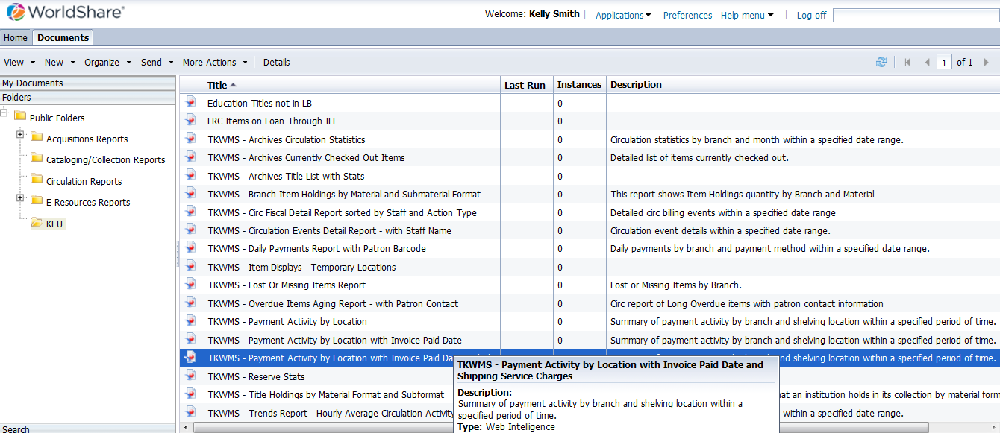 WorldShare®
Welcome: Kelly Smith Applications Preferences Help menu Log off
Home Documents
View New Organize Send More Actions Details 1 of 1
My Documents
Folders
Public Folders
Acquisitions Reports
Cataloging/Collection Reports
Circulation Reports
E-Resources Reports
KEU
Search
Title Last Run Instances Description
Education Titles not in LB 0
LRC Items on Loan Through ILL 0
TKWMS - Archives Circulation Statistics 0 Circulation statistics by branch and month within a specified date range.
TKWMS - Archives Currently Checked Out Items 0 Detailed list of items currently checked out.
TKWMS - Archives Title List with Stats 0
TKWMS - Branch Item Holdings by Material and Submaterial Format 0 This report shows Item Holdings quantity by Branch and Material
TKWMS - Circ Fiscal Detail Report sorted by Staff and Action Type 0 Detailed circ billing events within a specified date range
TKWMS - Circulation Events Detail Report - with Staff Name 0 Circulation event details within a specified date range.
TKWMS - Daily Payments Report with Patron Barcode 0 Daily payments by branch and payment method within a specified date range.
TKWMS - Item Displays - Temporary Locations 0
TKWMS - Lost Or Missing Items Report 0 Lost or Missing Items by Branch.
TKWMS - Overdue Items Aging Report - with Patron Contact 0 Circ report of Long Overdue items with patron contact information
TKWMS - Payment Activity by Location 0 Summary of payment activity by branch and shelving location within a specified period of time.
TKWMS - Payment Activity by Location with Invoice Paid Date 0 Summary of payment activity by branch and shelving location within a specified period of time.
TKWMS - Payment Activity by Location with Invoice Paid and shelving location within a specified period of time.
TKWMS - Reserve Stats
TKWMS - Title Holdings by Material Format and Subformat at an institution holds in its collection by material form
TKWMS - Trends Report - Hourly Average Circulation Activity within a specified date range.
TKWMS - Payment Activity by Location with Invoice Paid Date and
Shipping Service Charges
Description:
Summary of payment activity by branch and shelving location within a
specified period of time.
Type: Web Intelligence